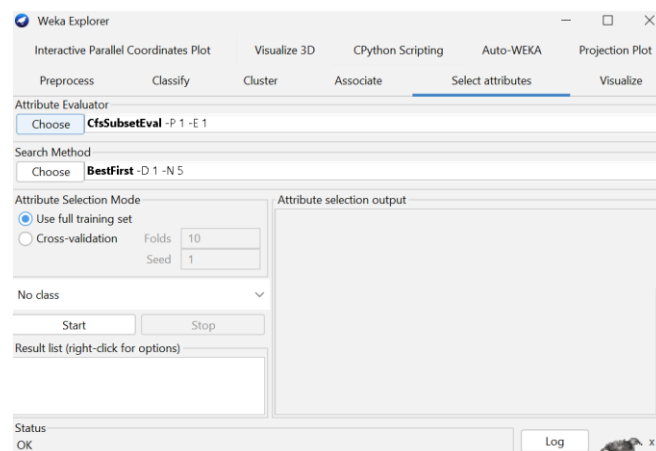 Weka Explorer
Interactive Parallel Coordinates Plot Visualize 3D CPython Scripting Auto-WEKA Projection Plot
Preprocess Classify Cluster Associate Select attributes Visualize
Attribute Evaluator
Choose CfsSubsetEval -P 1 -E 1
Search Method
Choose BestFirst -D 1 -N 5
Attribute Selection Mode
Use full training set
Cross-validation Folds 10
Seed 1
No class
Start Stop
Result list (right-click for options)
Attribute selection output
Status
OK
Log x